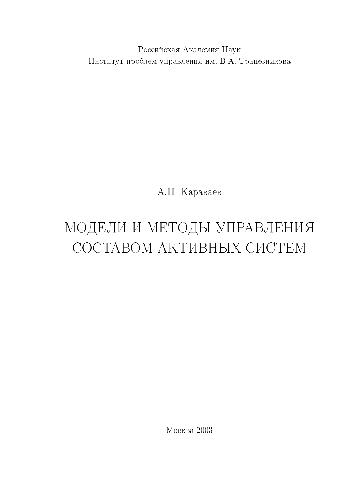 Российская Академия Наук
Институт проблем управления им. В.А. Трапезникова
А.П. Караваев
МОДЕЛИ И МЕТОДЫ УПРАВЛЕНИЯ
СОСТАВОМ АКТИВНЫХ СИСТЕМ
Москва 2003